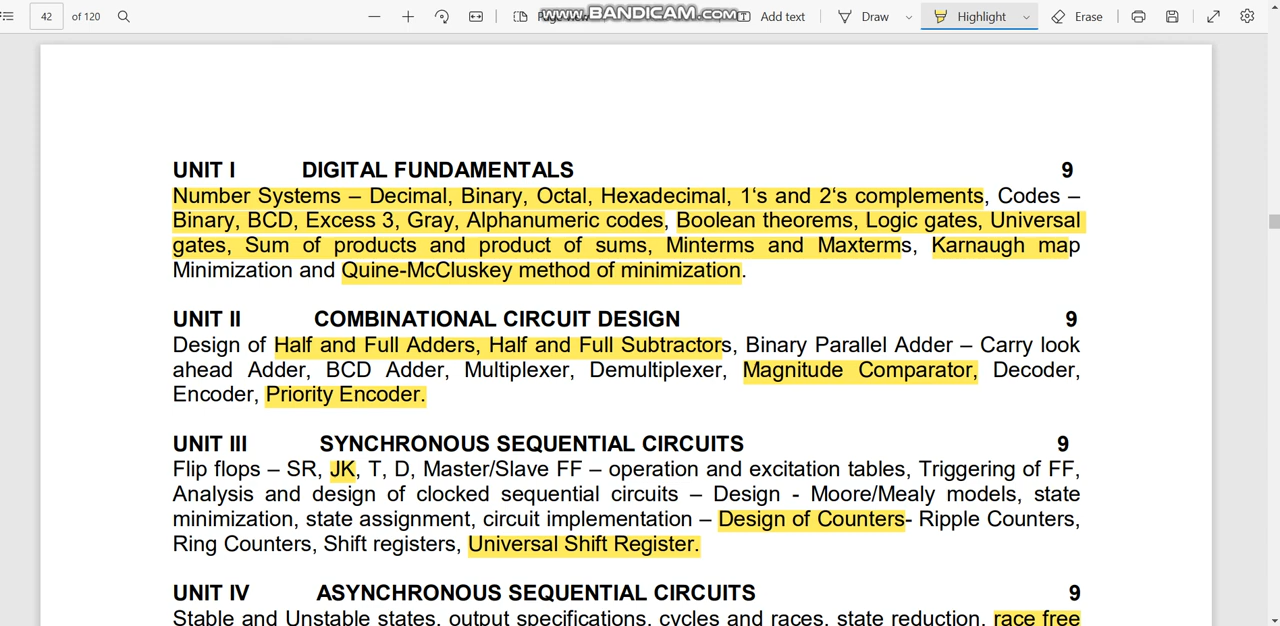 42 of 120 www.BANDICAM.com Add text Draw Highlight Erase
UNIT I DIGITAL FUNDAMENTALS 9
Number Systems – Decimal, Binary, Octal, Hexadecimal, 1‘s and 2‘s complements, Codes –
Binary, BCD, Excess 3, Gray, Alphanumeric codes, Boolean theorems, Logic gates, Universal
gates, Sum of products and product of sums, Minterms and Maxterms, Karnaugh map
Minimization and Quine-McCluskey method of minimization.
UNIT II COMBINATIONAL CIRCUIT DESIGN 9
Design of Half and Full Adders, Half and Full Subtractors, Binary Parallel Adder – Carry look
ahead Adder, BCD Adder, Multiplexer, Demultiplexer, Magnitude Comparator, Decoder,
Encoder, Priority Encoder.
UNIT III SYNCHRONOUS SEQUENTIAL CIRCUITS 9
Flip flops – SR, JK, T, D, Master/Slave FF – operation and excitation tables, Triggering of FF,
Analysis and design of clocked sequential circuits – Design - Moore/Mealy models, state
minimization, state assignment, circuit implementation – Design of Counters- Ripple Counters,
Ring Counters, Shift registers, Universal Shift Register.
UNIT IV ASYNCHRONOUS SEQUENTIAL CIRCUITS 9
Stable and Unstable states, output specifications, cycles and races, state reduction, race free